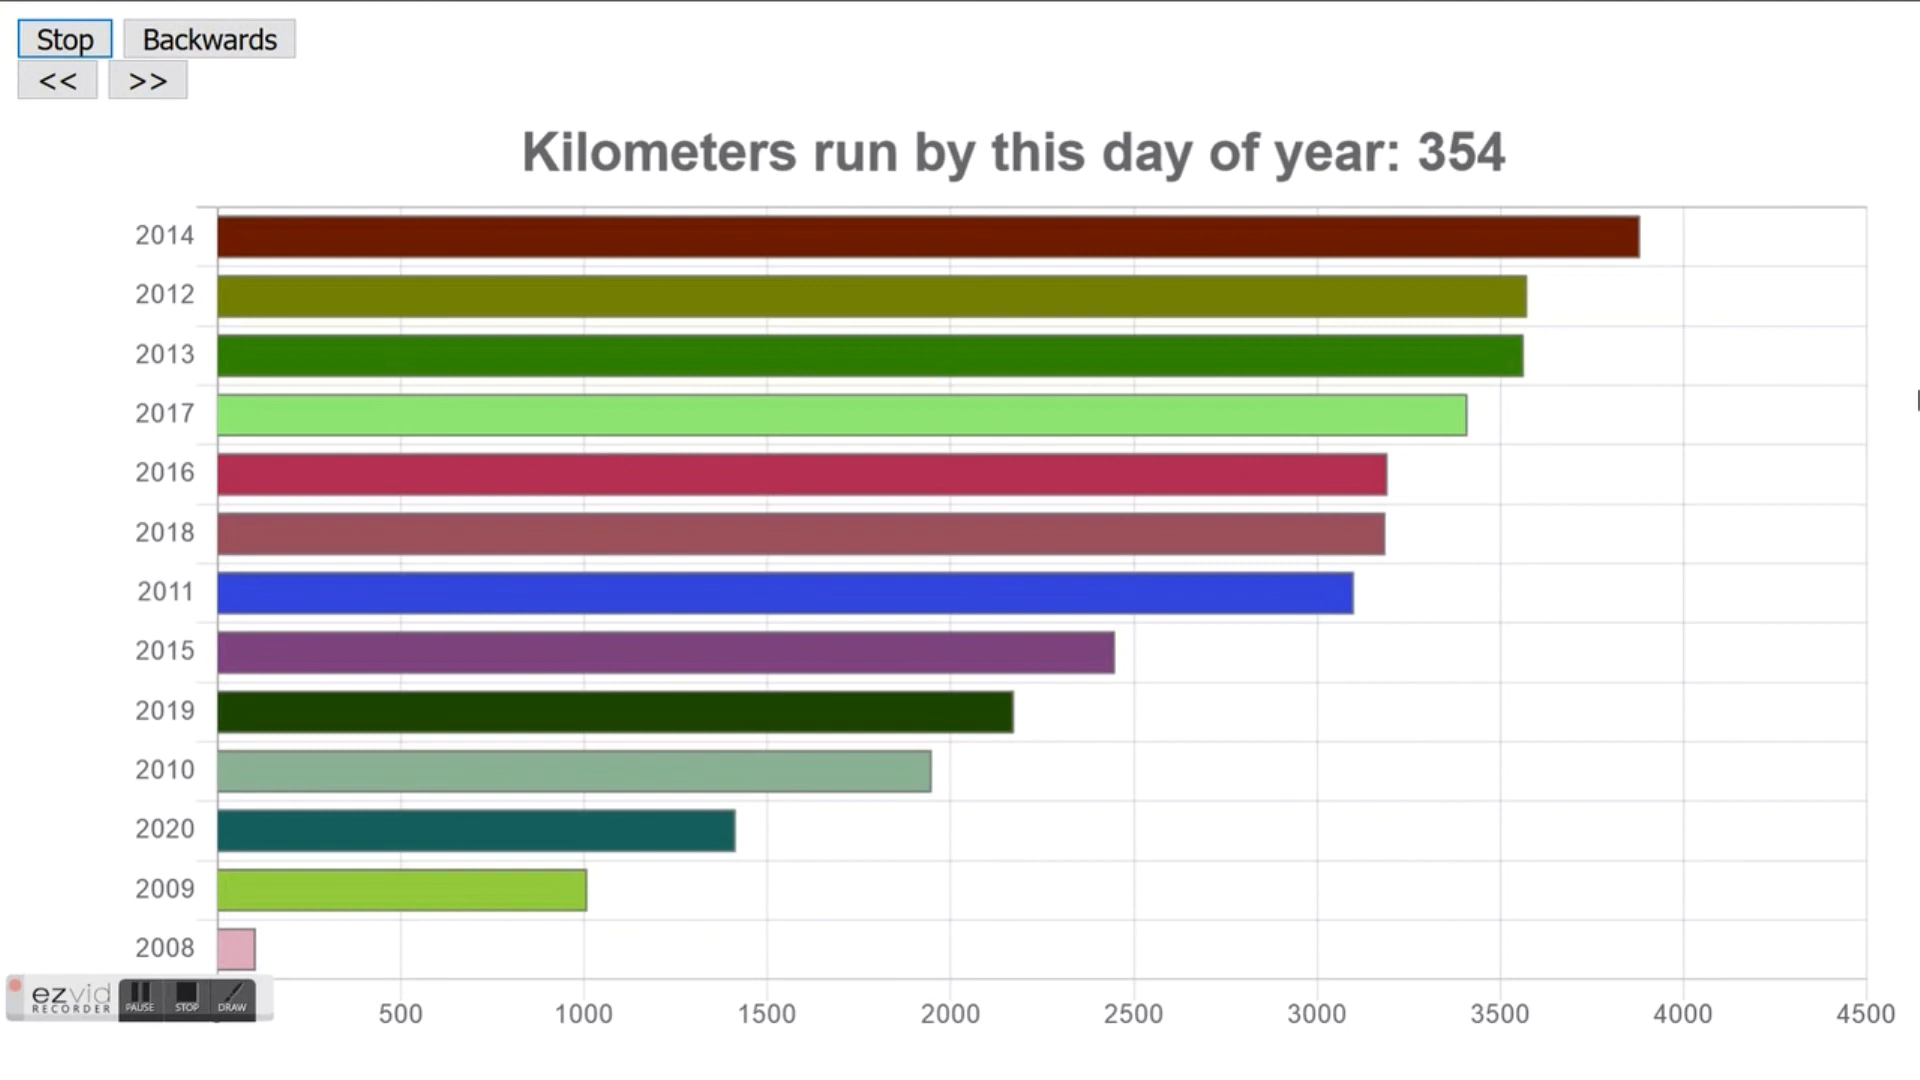 Stop Backwards
<< >>
Kilometers run by this day of year: 354
2014
2012
2013
2017
2016
2018
2011
2015
2019
2010
2020
2009
2008
ezvid
RECORDER
PAUSE STOP DRAW
500 1000 1500 2000 2500 3000 3500 4000 4500